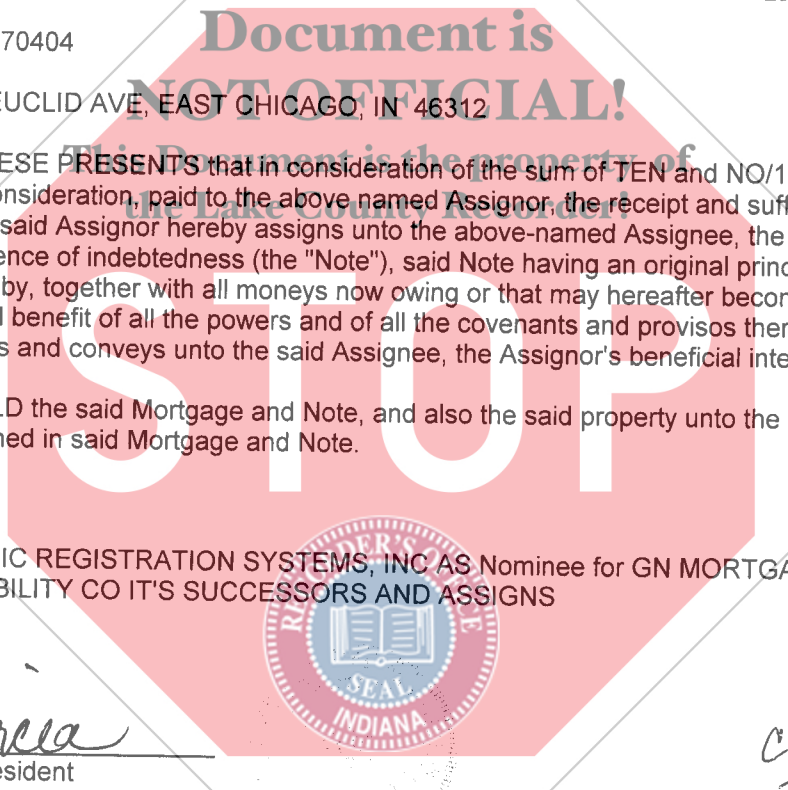 Document is
70404
NOT OFFICIAL!
EUCLID AVE, EAST CHICAGO, IN 46312
This Document is the property of
the Lake County Recorder!
ESE PRESENTS that in consideration of the sum of TEN and NO/1
onsideration, paid to the above named Assignor, the receipt and suff
said Assignor hereby assigns unto the above-named Assignee, the
ence of indebtedness (the "Note"), said Note having an original princ
by, together with all moneys now owing or that may hereafter becom
l benefit of all the powers and of all the covenants and provisos ther
s and conveys unto the said Assignee, the Assignor's beneficial inte
STOP
LD the said Mortgage and Note, and also the said property unto the
ned in said Mortgage and Note.
IC REGISTRATION SYSTEMS, INC AS Nominee for GN MORTGA
BILITY CO IT'S SUCCESSORS AND ASSIGNS
RECORDER'S OFFICE
SEAL
INDIANA
esident